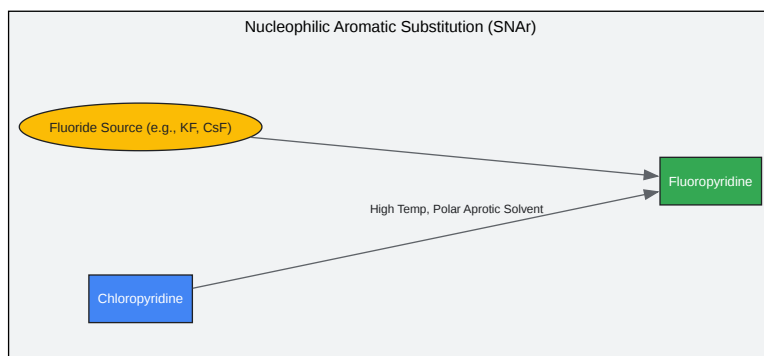 Nucleophilic Aromatic Substitution (SNAr)
Fluoride Source (e.g., KF, CsF)
Fluoropyridine
High Temp, Polar Aprotic Solvent
Chloropyridine